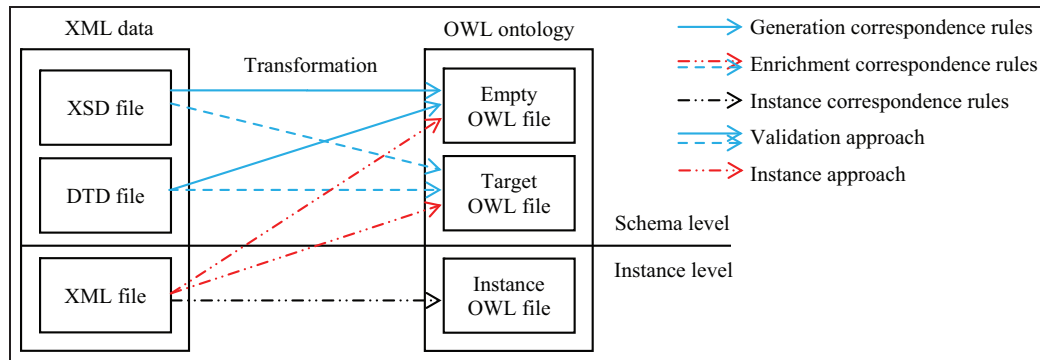 XML data
OWL ontology
Transformation
XSD file
DTD file
XML file
Empty
OWL file
Target
OWL file
Instance
OWL file
Schema level
Instance level
Generation correspondence rules
Enrichment correspondence rules
Instance correspondence rules
Validation approach
Instance approach